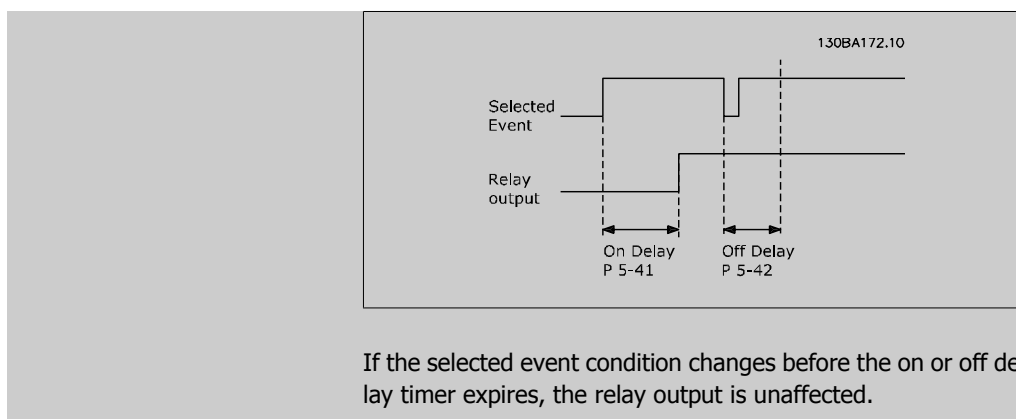 130BA172.10
Selected
Event
Relay
output
On Delay
P 5-41
Off Delay
P 5-42
If the selected event condition changes before the on or off de
lay timer expires, the relay output is unaffected.